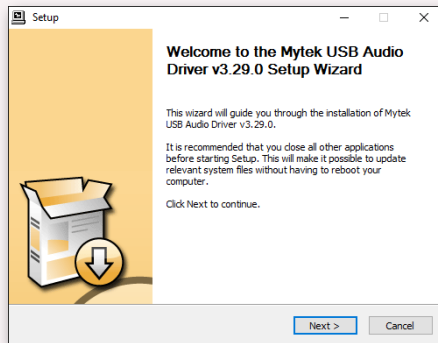 Setup
Welcome to the Mytek USB Audio
Driver v3.29.0 Setup Wizard
This wizard will guide you through the installation of Mytek
USB Audio Driver v3.29.0.
It is recommended that you close all other applications
before starting Setup. This will make it possible to update
relevant system files without having to reboot your
computer.
Click Next to continue.
Next >
Cancel